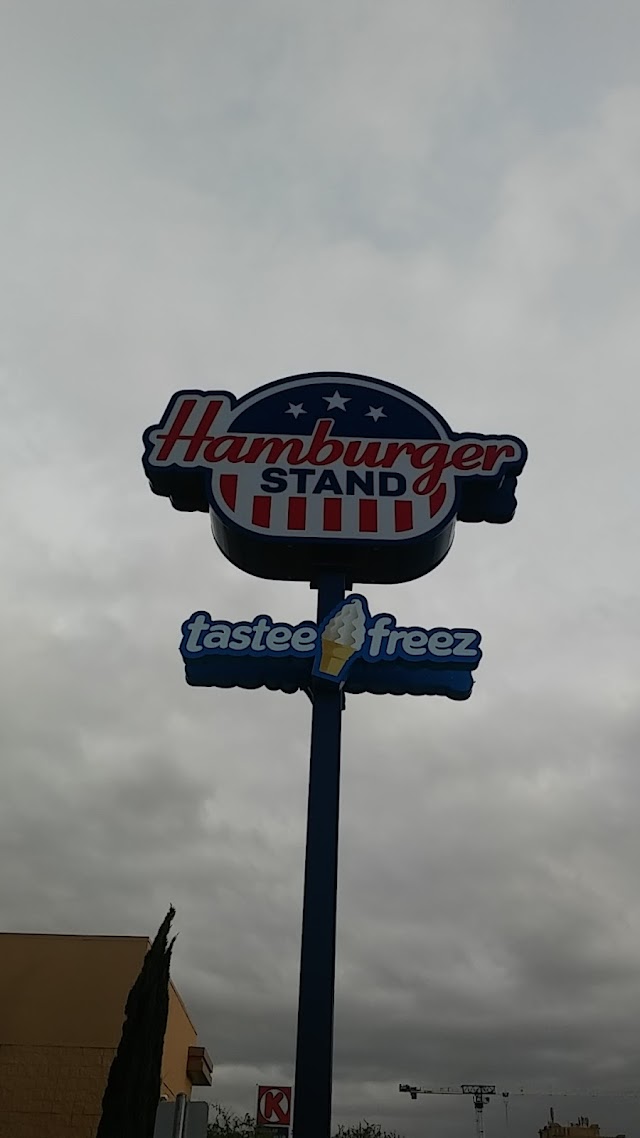 Hamburger
STAND
tastee freez
K